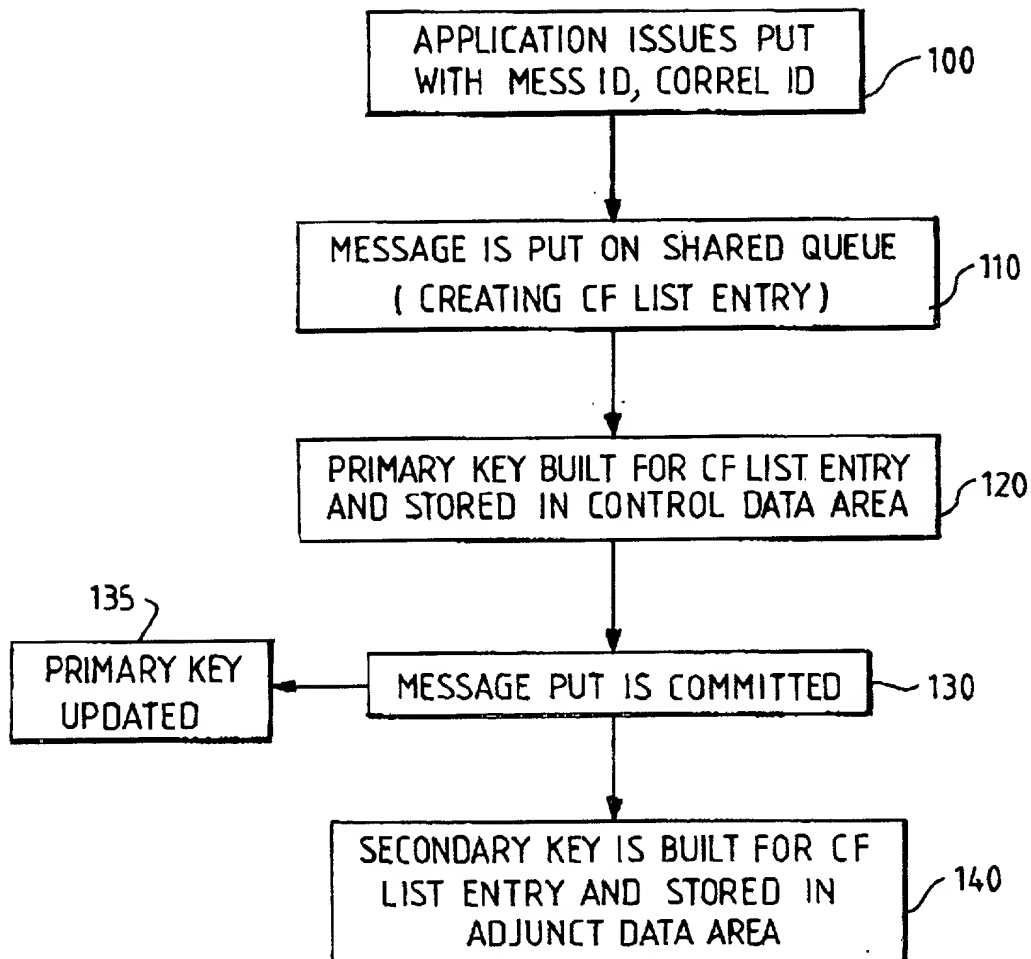 APPLICATION ISSUES PUT
WITH MESS ID, CORREL ID
100
MESSAGE IS PUT ON SHARED QUEUE
( CREATING CF LIST ENTRY )
110
PRIMARY KEY BUILT FOR CF LIST ENTRY
AND STORED IN CONTROL DATA AREA
120
135
PRIMARY KEY
UPDATED
MESSAGE PUT IS COMMITTED
130
SECONDARY KEY IS BUILT FOR CF
LIST ENTRY AND STORED IN
ADJUNCT DATA AREA
140